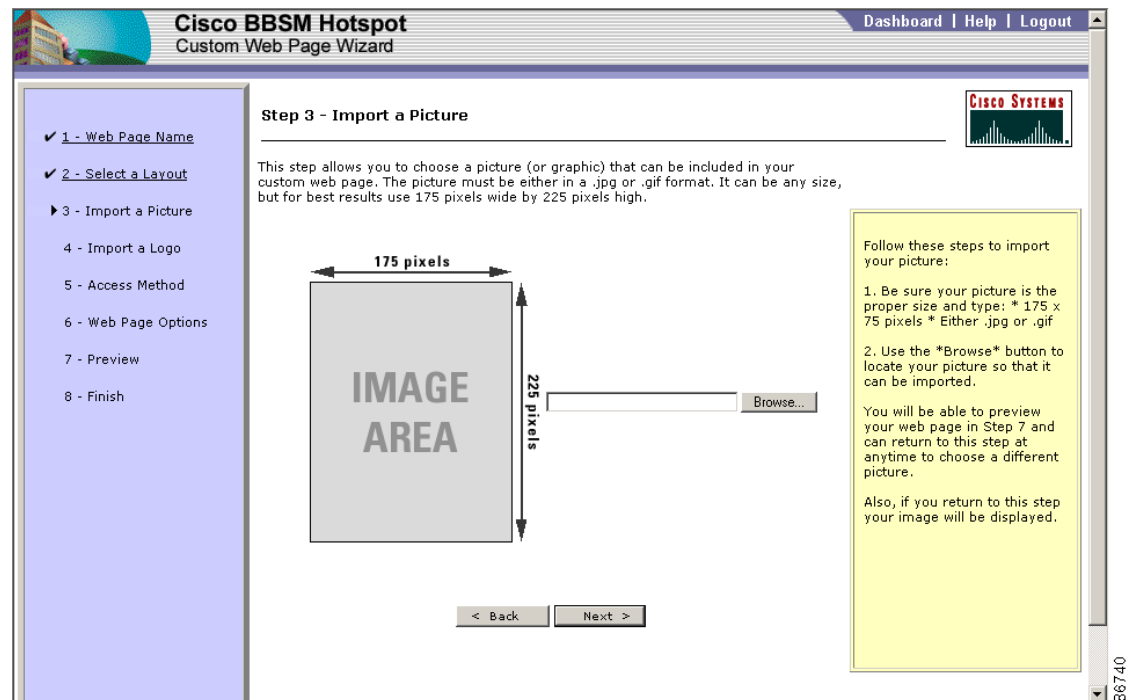 Cisco BBSM Hotspot
Custom Web Page Wizard
Dashboard | Help | Logout
✔ 1 - Web Page Name
✔ 2 - Select a Layout
3 - Import a Picture
4 - Import a Logo
5 - Access Method
6 - Web Page Options
7 - Preview
8 - Finish
Step 3 - Import a Picture
CISCO SYSTEMS
This step allows you to choose a picture (or graphic) that can be included in your
custom web page. The picture must be either in a .jpg or .gif format. It can be any size,
but for best results use 175 pixels wide by 225 pixels high.
175 pixels
IMAGE
AREA
225 pixels
Browse...
< Back
Next >
Follow these steps to import
your picture:
1. Be sure your picture is the
proper size and type: * 175 x
75 pixels * Either .jpg or .gif
2. Use the *Browse* button to
locate your picture so that it
can be imported.
You will be able to preview
your web page in Step 7 and
can return to this step at
anytime to choose a different
picture.
Also, if you return to this step
your image will be displayed.
86740